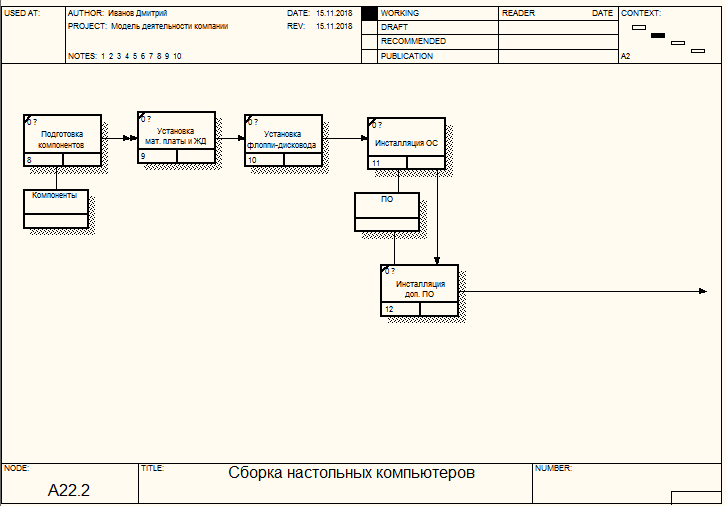 USED AT:
AUTHOR: Иванов Дмитрий
DATE: 15.11.2018
PROJECT: Модель деятельности компании
REV: 15.11.2018
NOTES: 1 2 3 4 5 6 7 8 9 10
WORKING
DRAFT
RECOMMENDED
PUBLICATION
READER
DATE
CONTEXT:
A2
0 ?
Подготовка
компонентов
8
0 ?
Установка
мат. платы и ЖД
9
0 ?
Установка
флоппи-дисковода
10
0 ?
Инсталляция ОС
11
Компоненты
ПО
0 ?
Инсталляция
доп. ПО
12
NODE:
A22.2
TITLE:
Сборка настольных компьютеров
NUMBER: